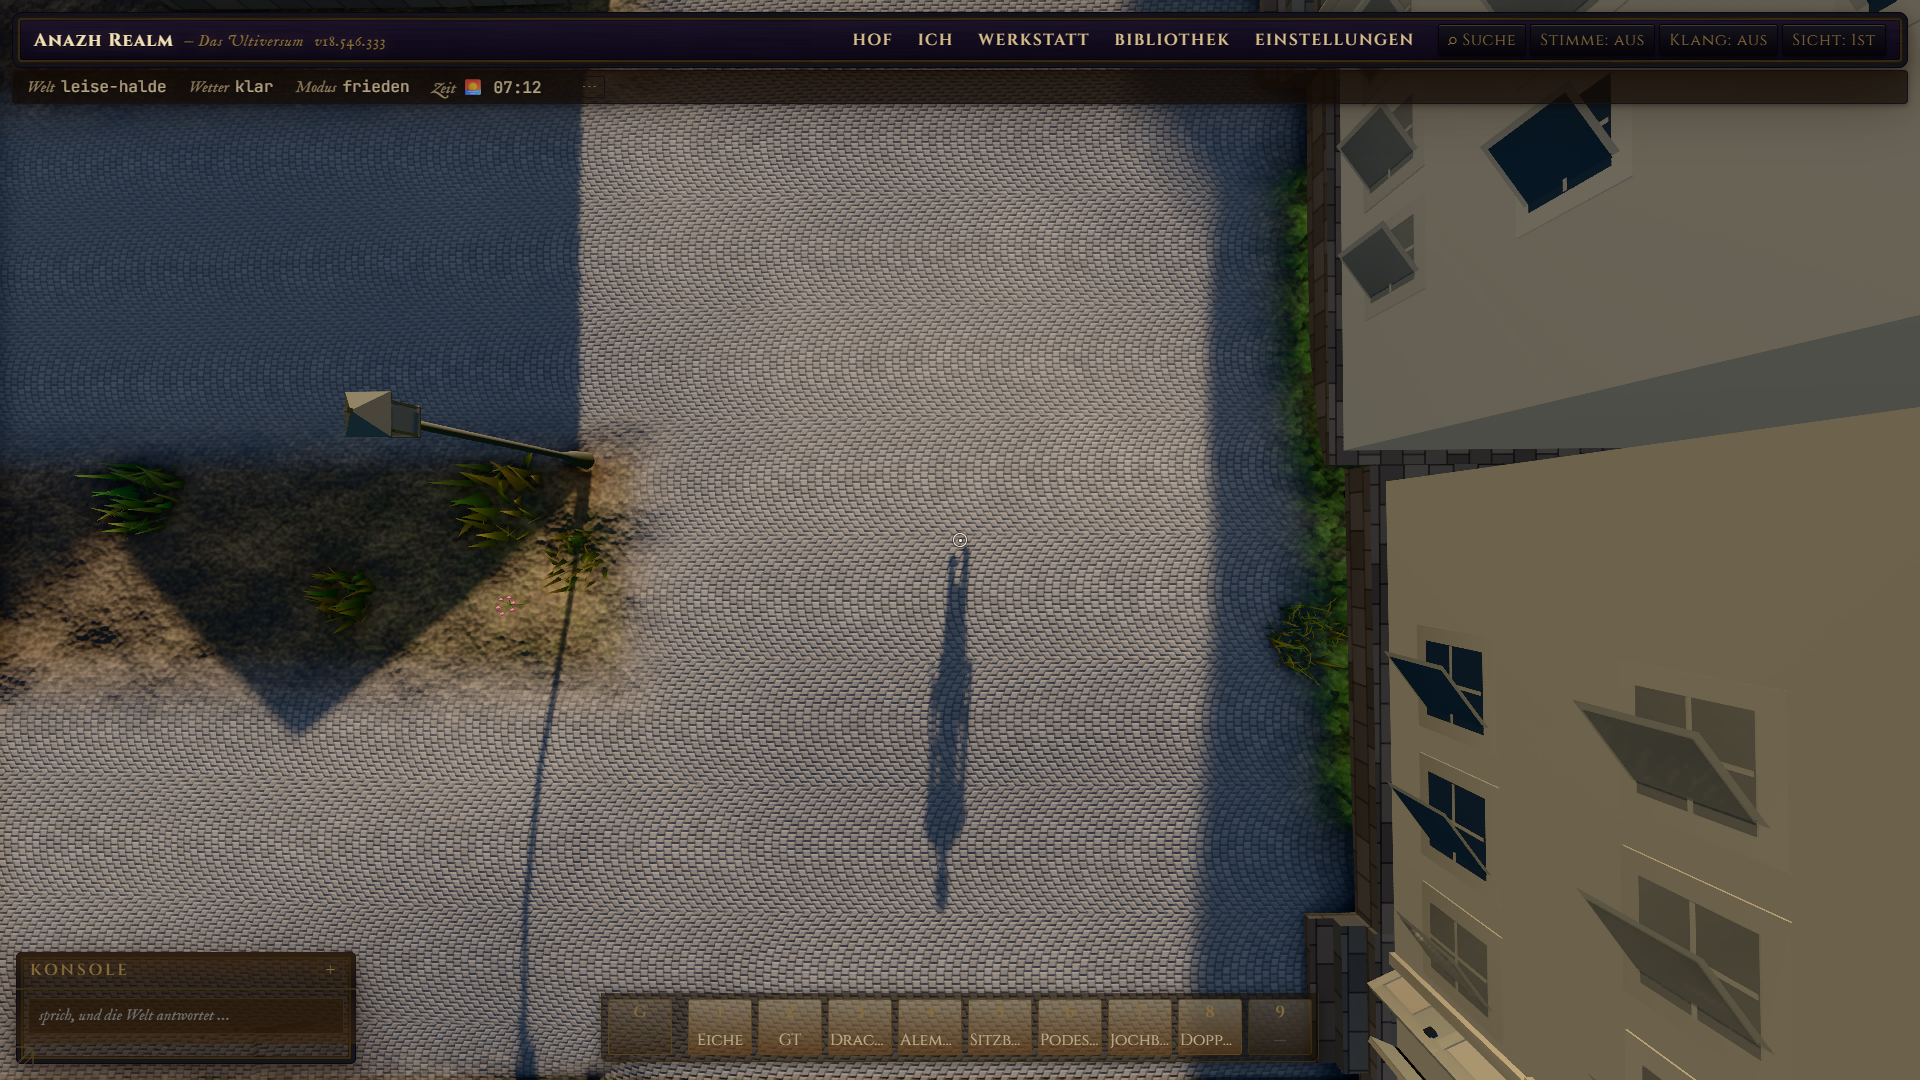 ANAZH REALM — Das Ultiversum v18.546.333
HOF ICH WERKSTATT BIBLIOTHEK EINSTELLUNGEN
SUCHE STIMME: AUS KLANG: AUS SICHT: IST
Welt leise-halde Wetter klar Modus frieden Zeit 07:12 ...
KONSOLE +
sprich, und die Welt antwortet ...
G 8 9
EICHE GT DRAC... ALEM... SITZB... PODES... JOCHB... DOPP... —